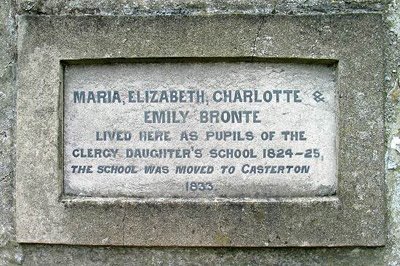 MARIA, ELIZABETH, CHARLOTTE &
EMILY BRONTE
LIVED HERE AS PUPILS OF THE
CLERGY DAUGHTER'S SCHOOL 1824-25,
THE SCHOOL WAS MOVED TO CASTERTON
1833